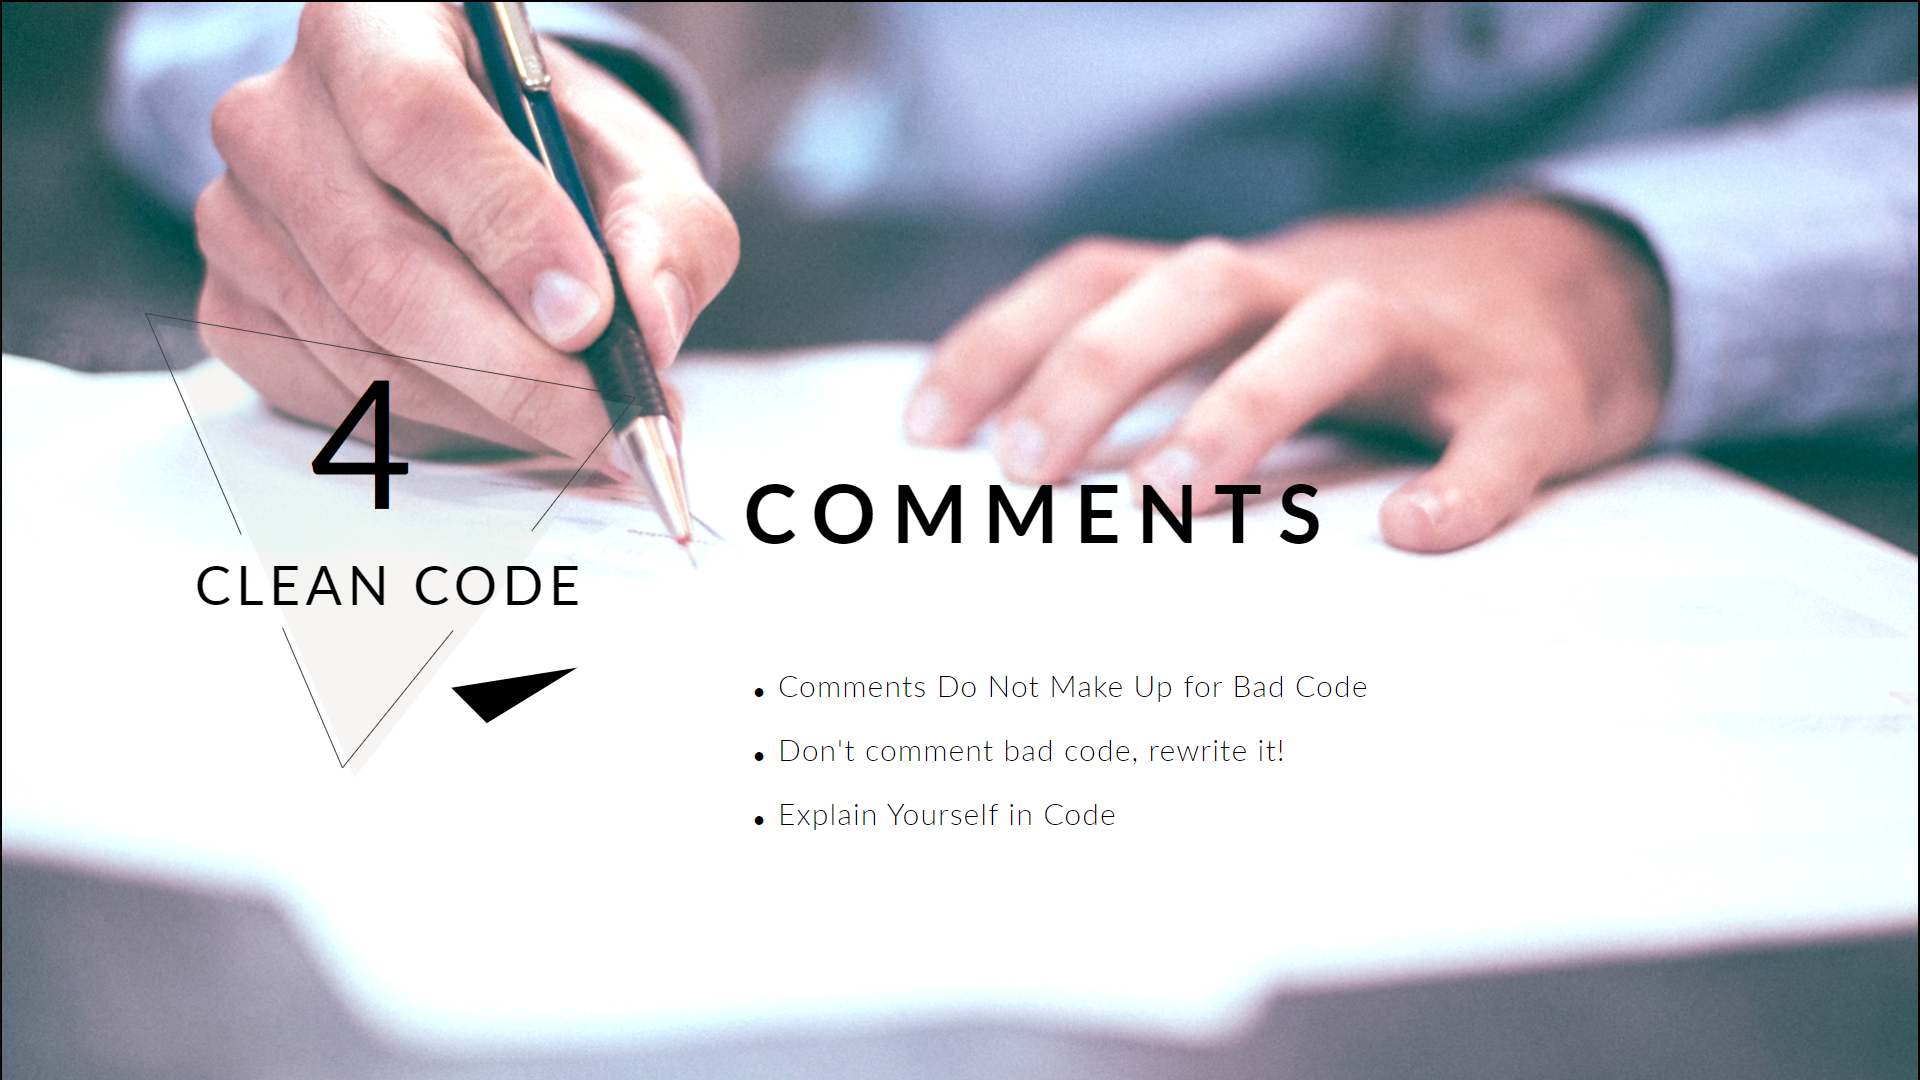 4
CLEAN CODE
COMMENTS
• Comments Do Not Make Up for Bad Code
• Don't comment bad code, rewrite it!
• Explain Yourself in Code